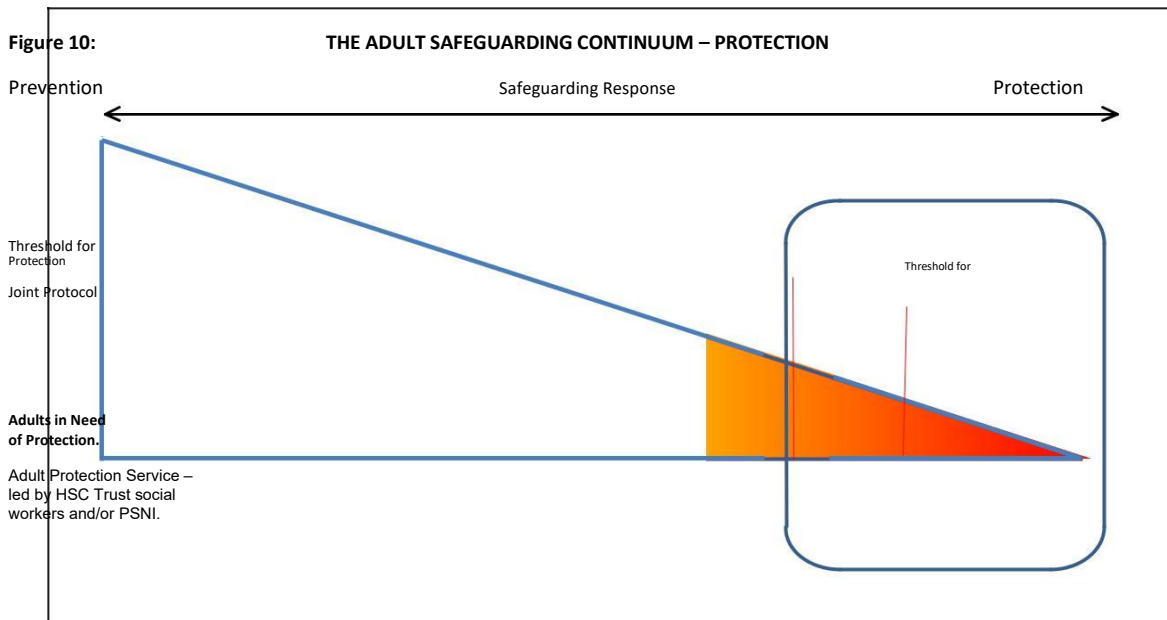 Figure 10:
THE ADULT SAFEGUARDING CONTINUUM – PROTECTION
Prevention
Safeguarding Response
Protection
Threshold for
Protection
Threshold for
Joint Protocol
Adults in Need
of Protection.
Adult Protection Service –
led by HSC Trust social
workers and/or PSNI.